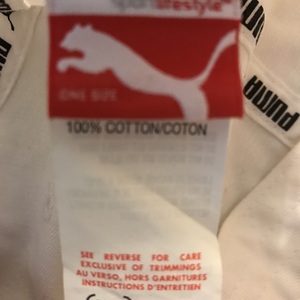 sportlifestyle
ONE SIZE
PUMA
PUMA
100% COTTON/COTON
SEE REVERSE FOR CARE
EXCLUSIVE OF TRIMMINGS
AU VERSO, HORS GARNITURES
INSTRUCTIONS D'ENTRETIEN